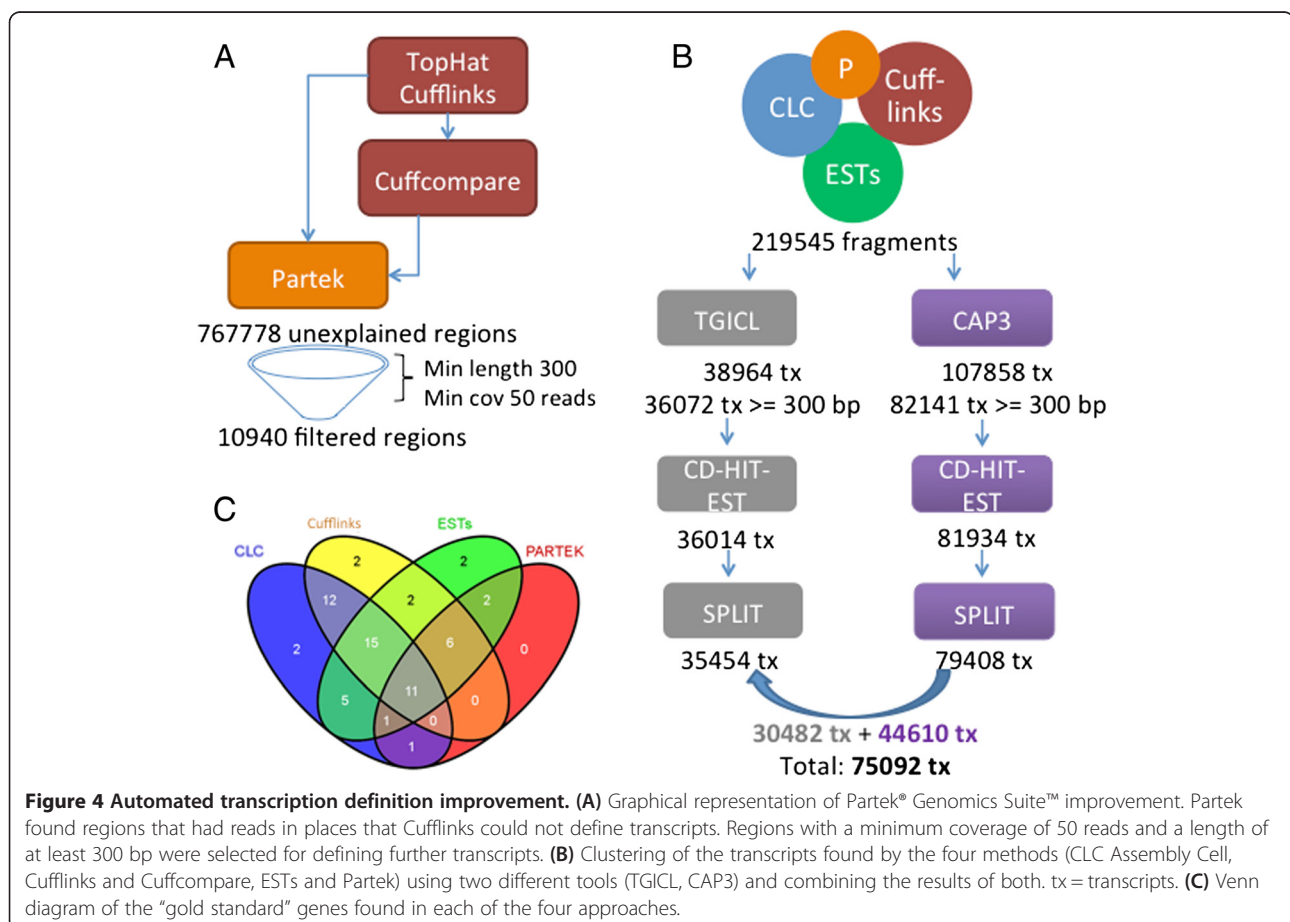 A
TopHat
Cufflinks
Cuffcompare
Partek
767778 unexplained regions
Min length 300
Min cov 50 reads
10940 filtered regions
B
P
CLC
Cuff-
links
ESTs
219545 fragments
TGICL
CAP3
38964 tx
107858 tx
36072 tx >= 300 bp
82141 tx >= 300 bp
CD-HIT-
EST
CD-HIT-
EST
36014 tx
81934 tx
SPLIT
SPLIT
35454 tx
79408 tx
30482 tx + 44610 tx
Total: 75092 tx
C
CLC
Cufflinks
ESTs
PARTEK
2
2
12
2
2
2
15
6
0
5
11
0
1
0
1
Figure 4 Automated transcription definition improvement. (A) Graphical representation of Partek® Genomics Suite™ improvement. Partek
found regions that had reads in places that Cufflinks could not define transcripts. Regions with a minimum coverage of 50 reads and a length of
at least 300 bp were selected for defining further transcripts. (B) Clustering of the transcripts found by the four methods (CLC Assembly Cell,
Cufflinks and Cuffcompare, ESTs and Partek) using two different tools (TGICL, CAP3) and combining the results of both. tx = transcripts. (C) Venn
diagram of the “gold standard” genes found in each of the four approaches.